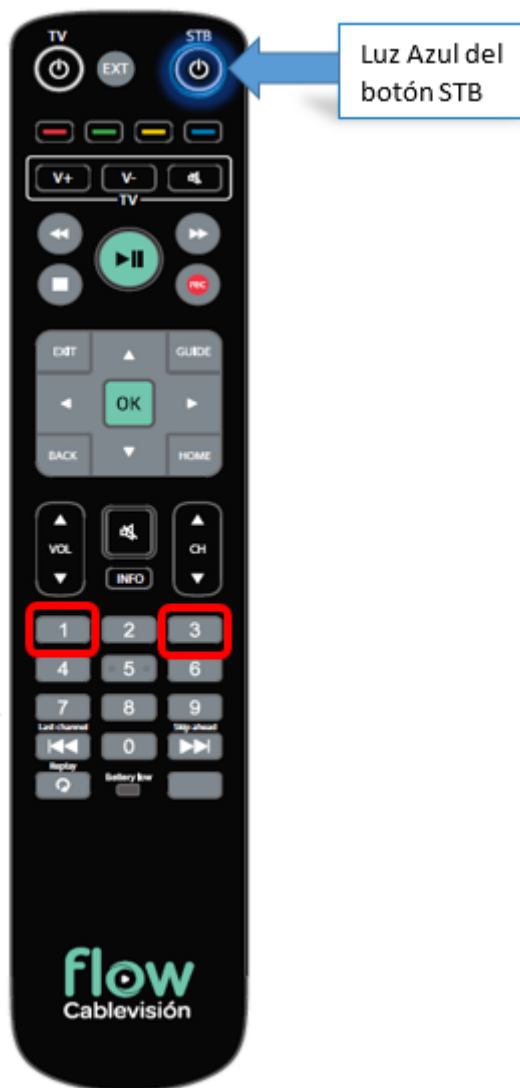 TV
STB
EXT
Luz Azul del
botón STB
V+
V-
TV
REC
EXIT
GUIDE
OK
BACK
HOME
VOL
CH
INFO
1
2
3
4
5
6
7
8
9
Last channel
Skip ahead
0
Replay
Battery low
flow
Cablevisión